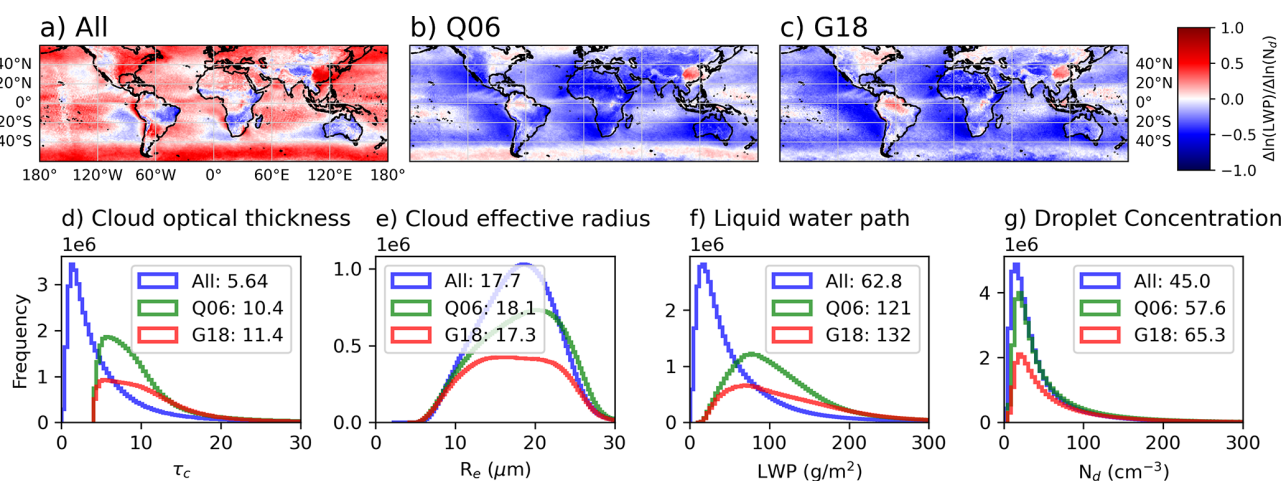 a) All
b) Q06
c) G18
40°N
20°N
0°
20°S
40°S
180° 120°W 60°W 0° 60°E 120°E 180°
40°N
20°N
0°
20°S
40°S
1.0
0.5
0.0
−0.5
−1.0
Δln(LWP)/Δln(N_d)
d) Cloud optical thickness
1e6
All: 5.64
Q06: 10.4
G18: 11.4
3
2
1
0
Frequency
0 10 20 30
τ_c
e) Cloud effective radius
1e6
All: 17.7
Q06: 18.1
G18: 17.3
1.0
0.5
0.0
0 10 20 30
R_e (μm)
f) Liquid water path
All: 62.8
Q06: 121
G18: 132
2
1
0
0 100 200 300
LWP (g/m²)
g) Droplet Concentration
1e6
All: 45.0
Q06: 57.6
G18: 65.3
4
2
0
0 100 200 300
N_d (cm⁻³)